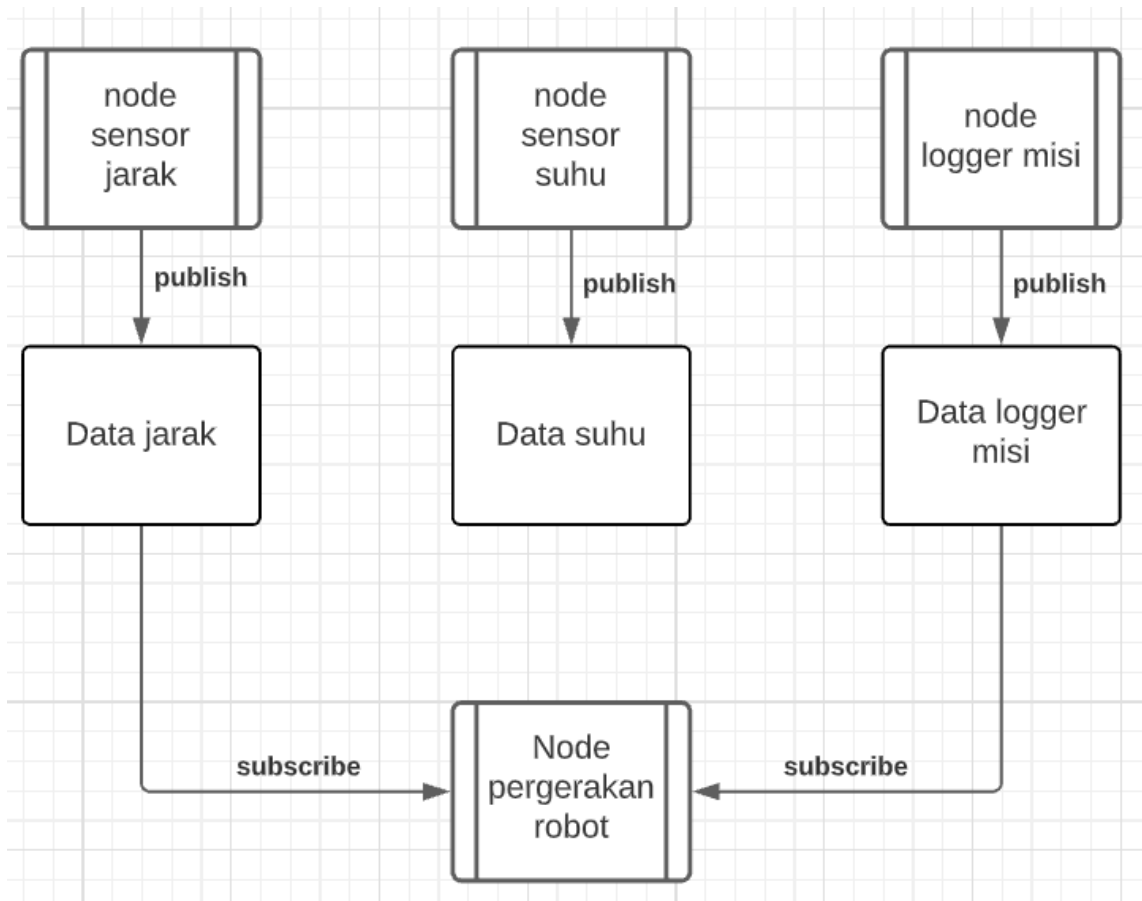 node
sensor
jarak
node
sensor
suhu
node
logger misi
publish
publish
publish
Data jarak
Data suhu
Data logger
misi
subscribe
Node
pergerakan
robot
subscribe